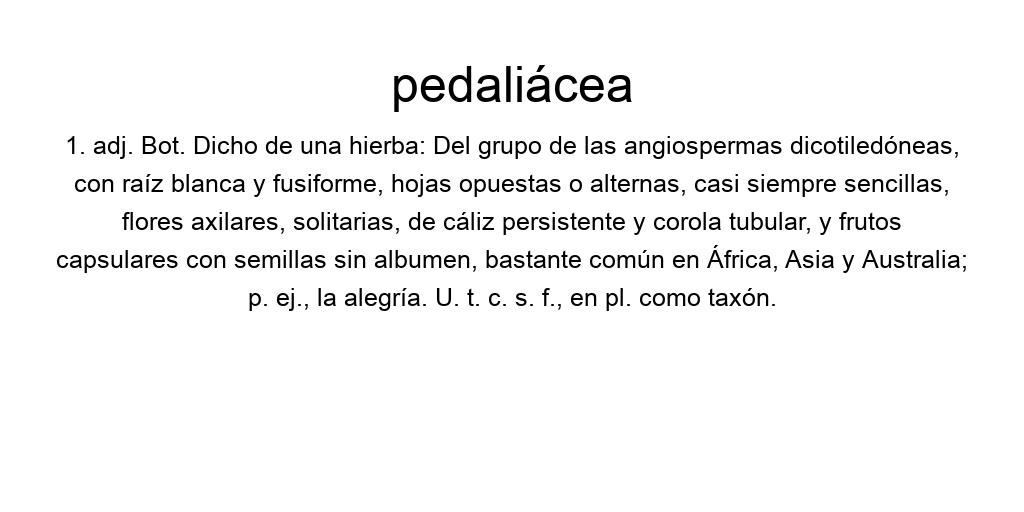 pedaliácea
1. adj. Bot. Dicho de una hierba: Del grupo de las angiospermas dicotiledóneas,
con raíz blanca y fusiforme, hojas opuestas o alternas, casi siempre sencillas,
flores axilares, solitarias, de cáliz persistente y corola tubular, y frutos
capsulares con semillas sin albumen, bastante común en África, Asia y Australia;
p. ej., la alegría. U. t. c. s. f., en pl. como taxón.